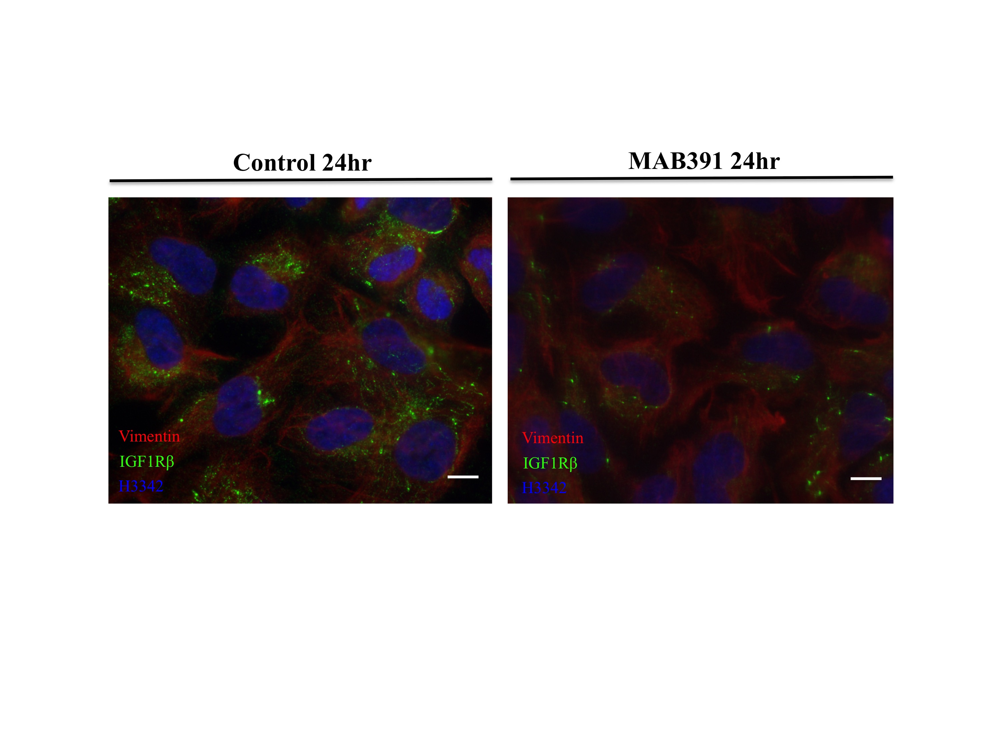 Control 24hr
MAB391 24hr
Vimentin
IGF1Rβ
H3342
Vimentin
IGF1Rβ
H3342